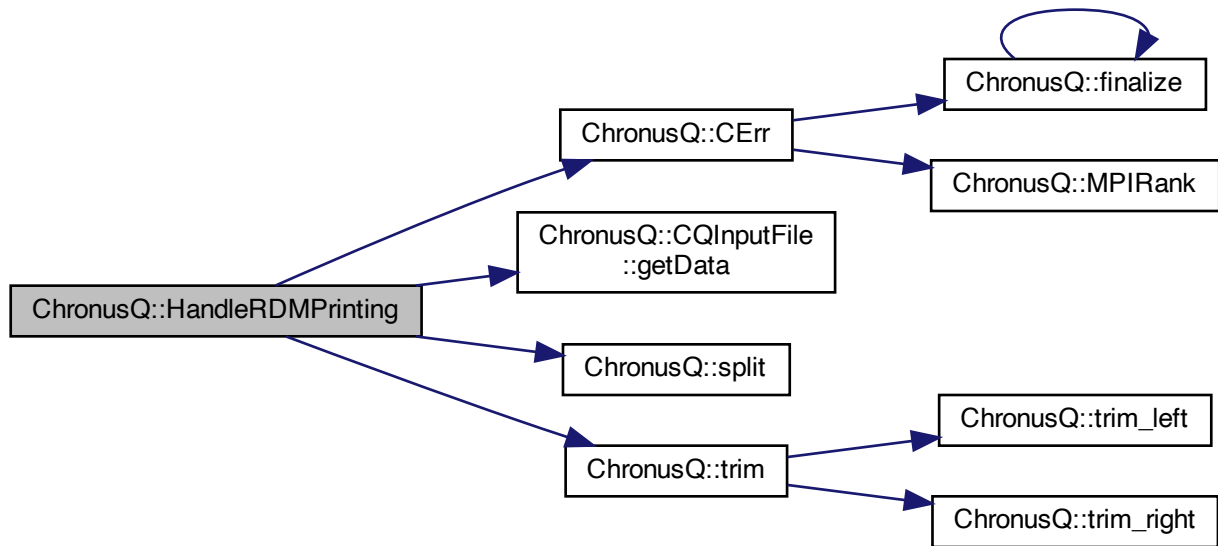 ChronusQ::HandleRDMPrinting
ChronusQ::CErr
ChronusQ::finalize
ChronusQ::MPIRank
ChronusQ::CQInputFile
::getData
ChronusQ::split
ChronusQ::trim
ChronusQ::trim_left
ChronusQ::trim_right